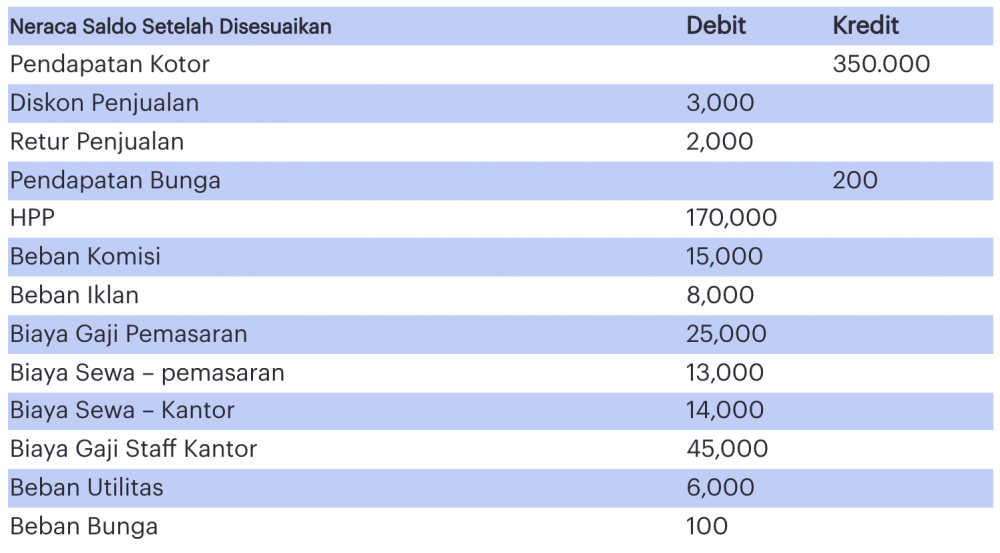 Neraca Saldo Setelah Disesuaikan Debit Kredit
Pendapatan Kotor 350.000
Diskon Penjualan 3,000
Retur Penjualan 2,000
Pendapatan Bunga 200
HPP 170,000
Beban Komisi 15,000
Beban Iklan 8,000
Biaya Gaji Pemasaran 25,000
Biaya Sewa – pemasaran 13,000
Biaya Sewa – Kantor 14,000
Biaya Gaji Staff Kantor 45,000
Beban Utilitas 6,000
Beban Bunga 100